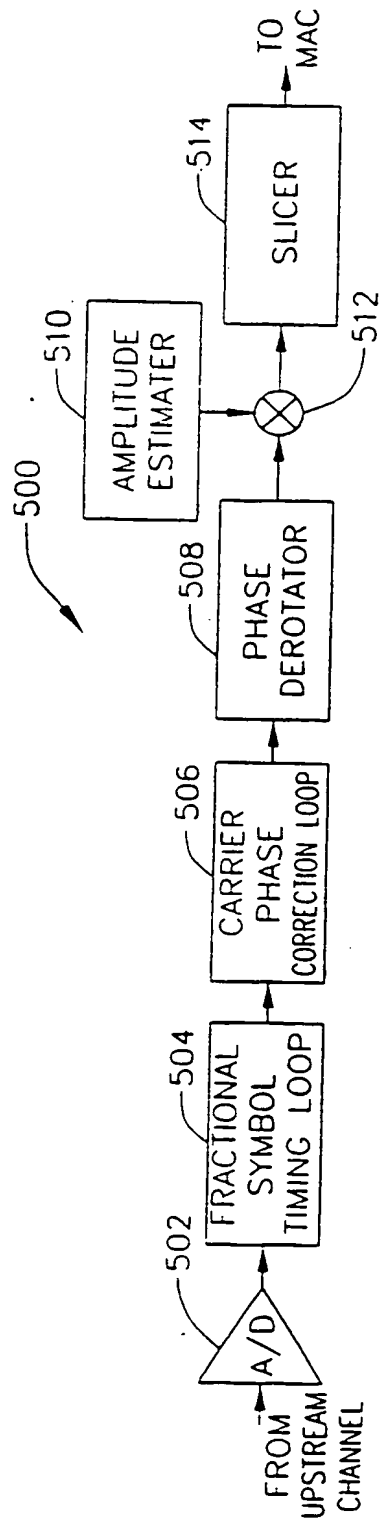 500
FROM
UPSTREAM
CHANNEL
502
A/D
504
FRACTIONAL
SYMBOL
TIMING LOOP
506
CARRIER
PHASE
CORRECTION LOOP
508
PHASE
DEROTATOR
510
AMPLITUDE
ESTIMATER
512
514
SLICER
TO
MAC